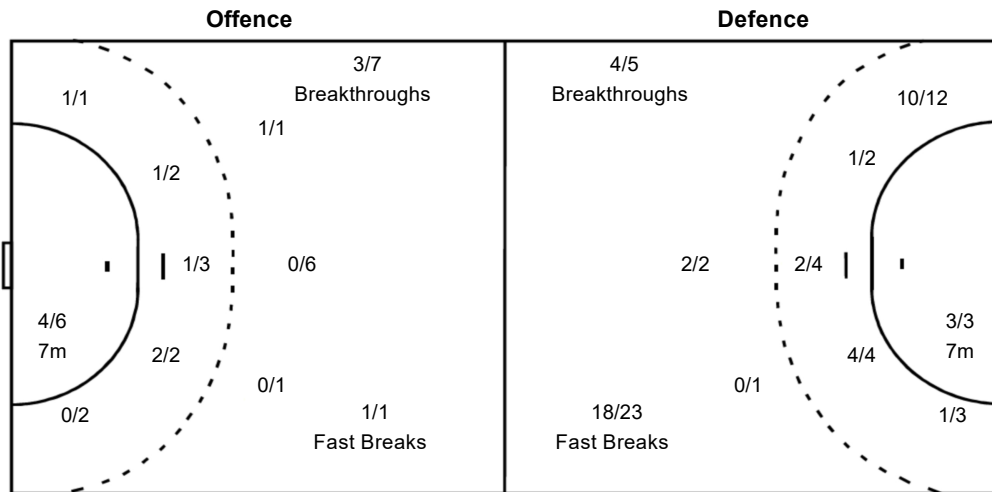 Offence
Defence
3/7
Breakthroughs
4/5
Breakthroughs
1/1
10/12
1/1
1/2
1/2
1/3
0/6
2/2
2/4
4/6
7m
3/3
7m
2/2
4/4
0/1
0/1
0/2
1/1
Fast Breaks
18/23
Fast Breaks
1/3